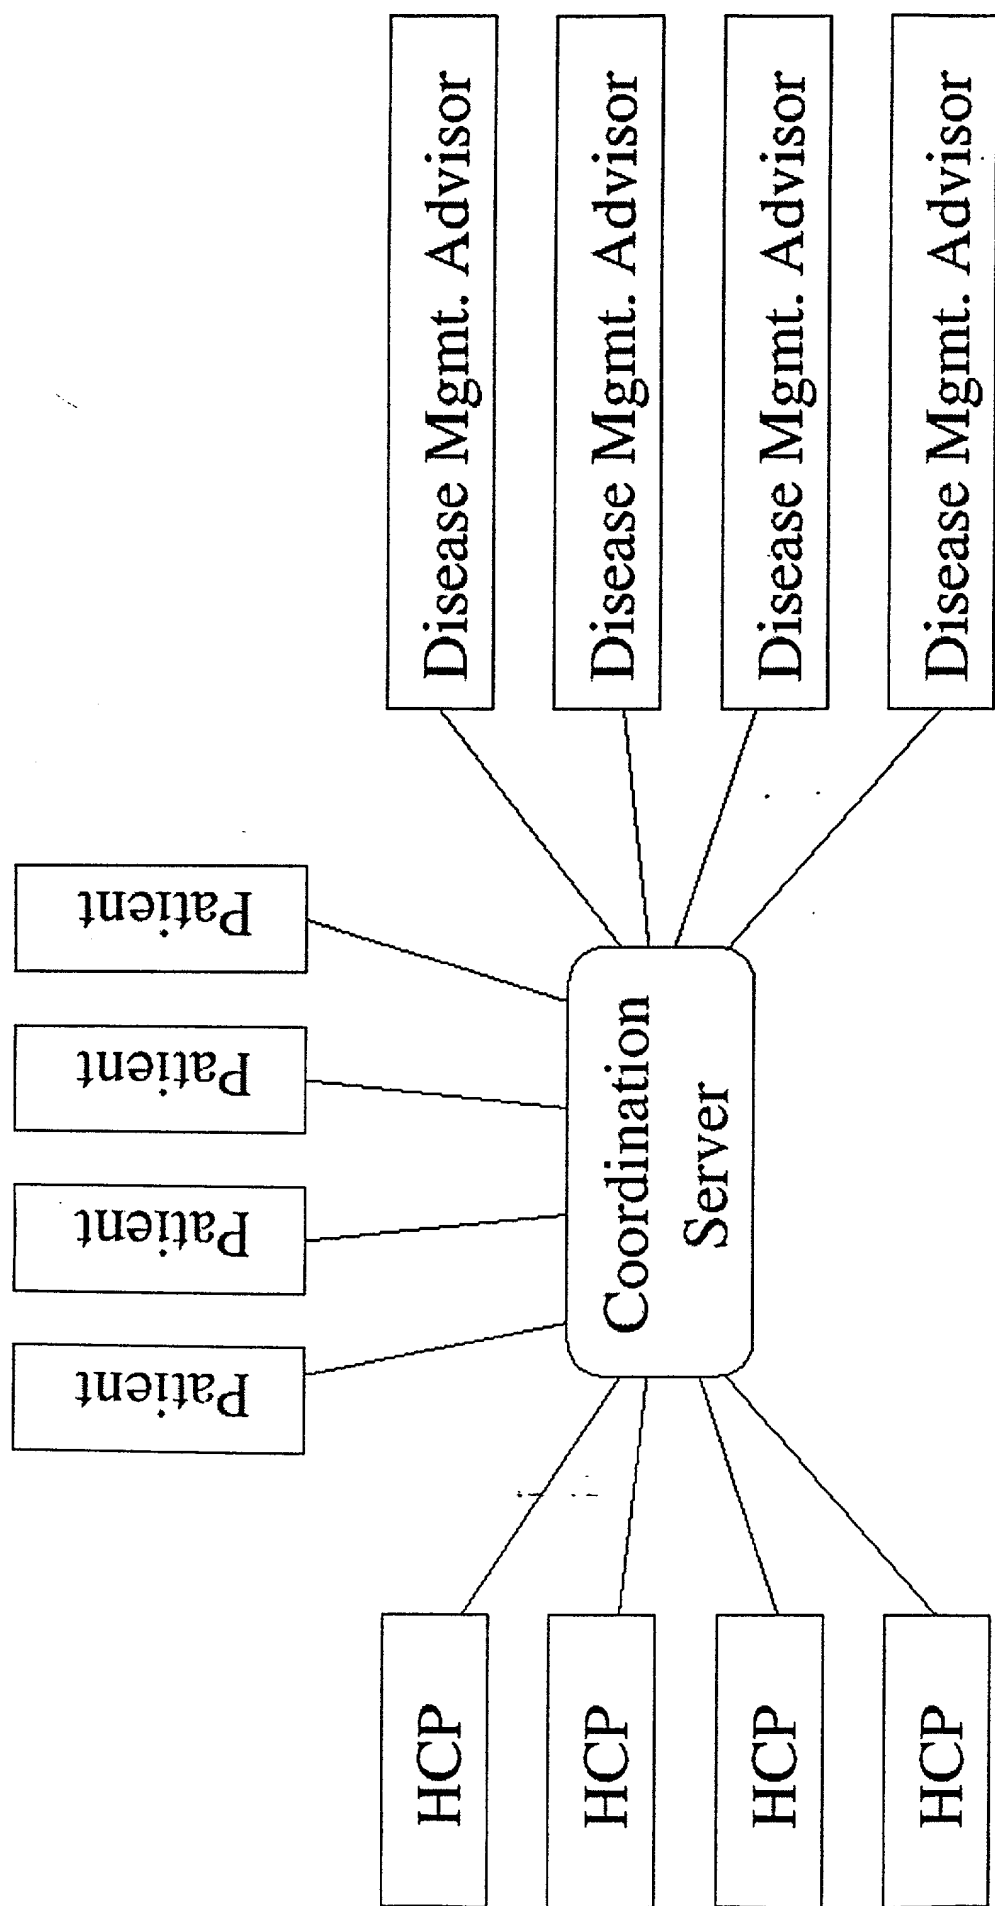 Patient
Patient
Patient
Patient
HCP
HCP
HCP
HCP
Coordination
Server
Disease Mgmt. Advisor
Disease Mgmt. Advisor
Disease Mgmt. Advisor
Disease Mgmt. Advisor